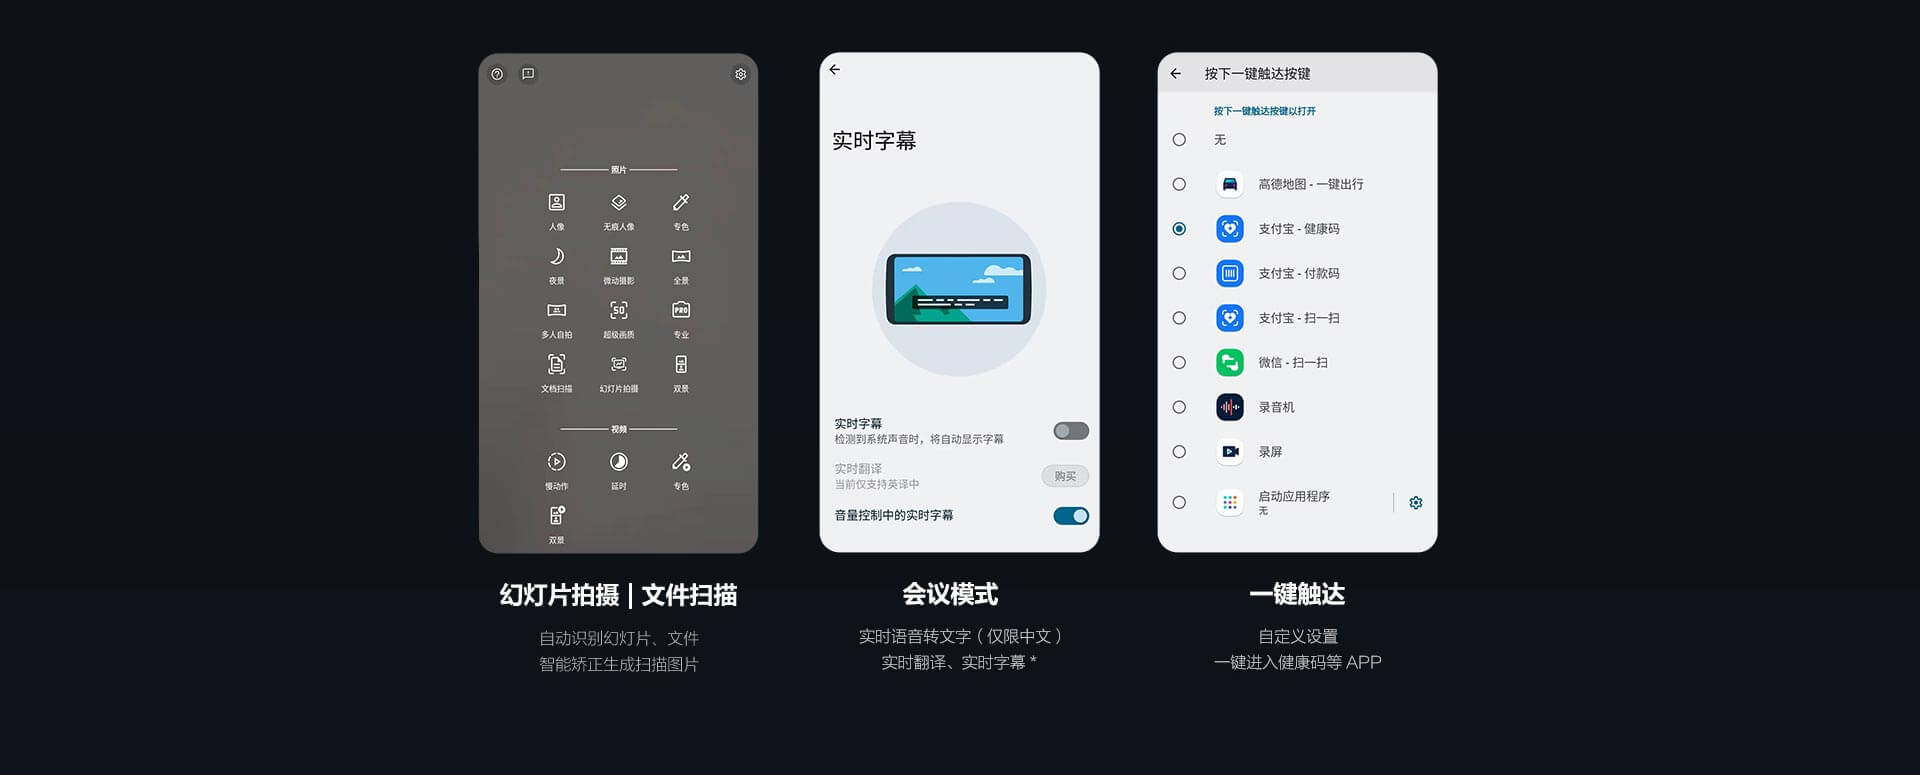 照片
人像
无痕人像
专色
夜景
微动摄影
全景
多人自拍
50
超级画质
PRO
专业
文档扫描
幻灯片拍摄
双景
视频
慢动作
延时
专色
双景
幻灯片拍摄 | 文件扫描
自动识别幻灯片、文件
智能矫正生成扫描图片
实时字幕
实时字幕
检测到系统声音时，将自动显示字幕
实时翻译
当前仅支持英译中
购买
音量控制中的实时字幕
会议模式
实时语音转文字（仅限中文）
实时翻译、实时字幕 *
按下一键触达按键
按下一键触达按键以打开
无
高德地图 - 一键出行
支付宝 - 健康码
支付宝 - 付款码
支付宝 - 扫一扫
微信 - 扫一扫
录音机
录屏
启动应用程序
无
一键触达
自定义设置
一键进入健康码等 APP